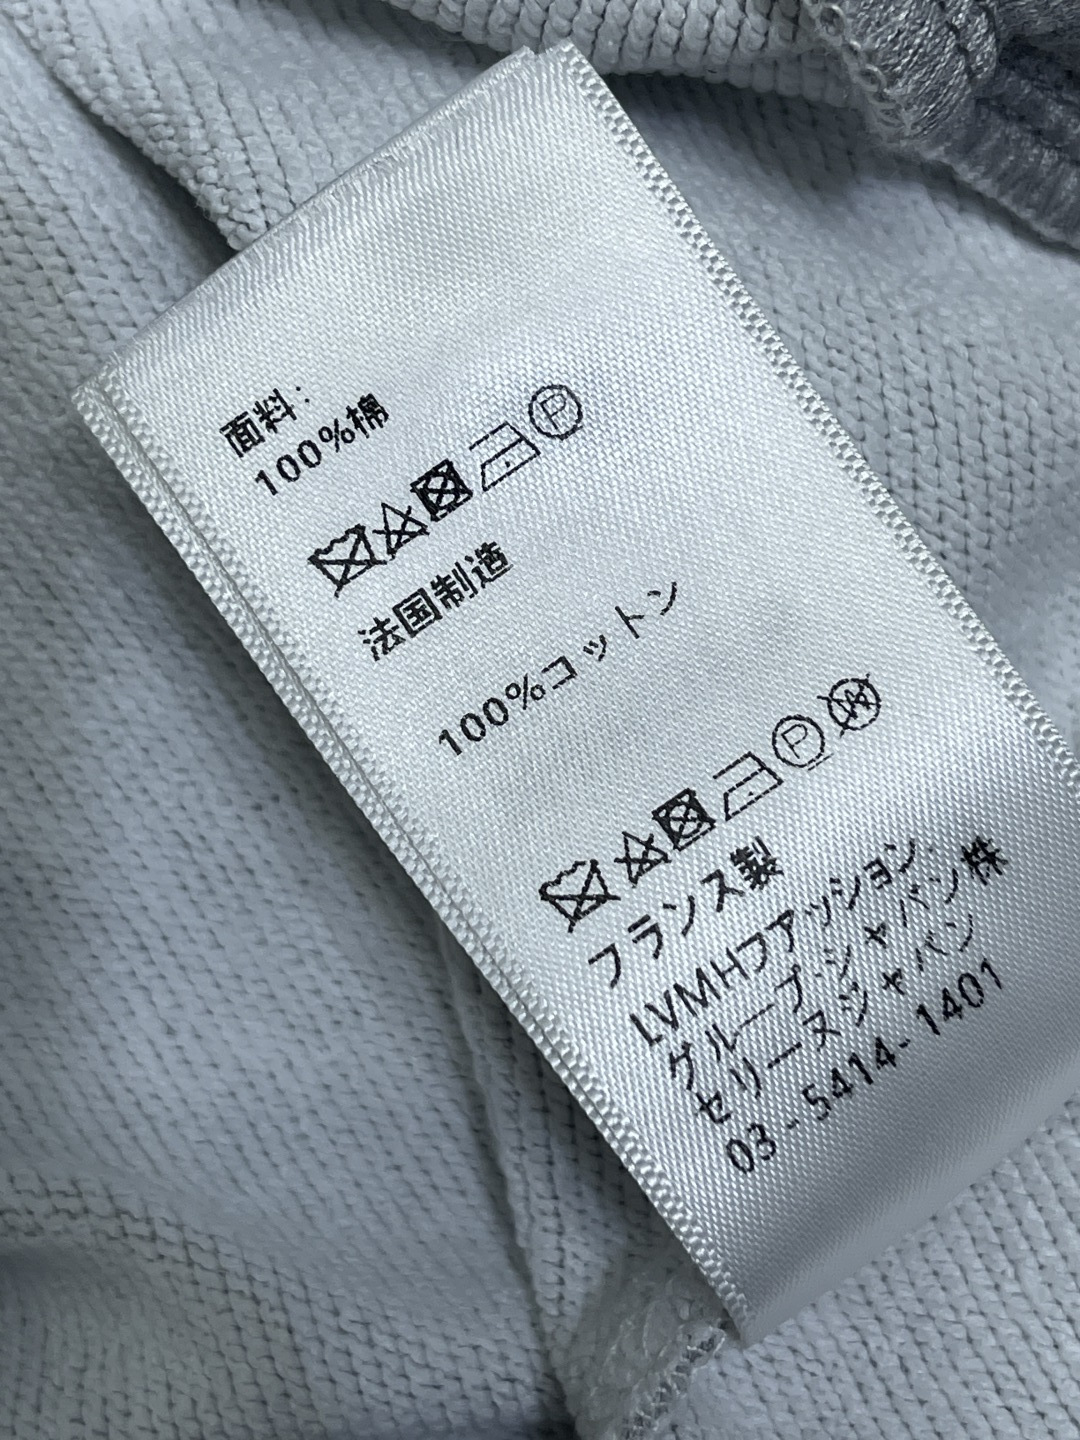 面料:
100%棉
P
法国制造
100%コットン
P W
フランス製
LVMHファッション.
グループ・ジャパン株
セリーヌジャパン
03-5414-1401